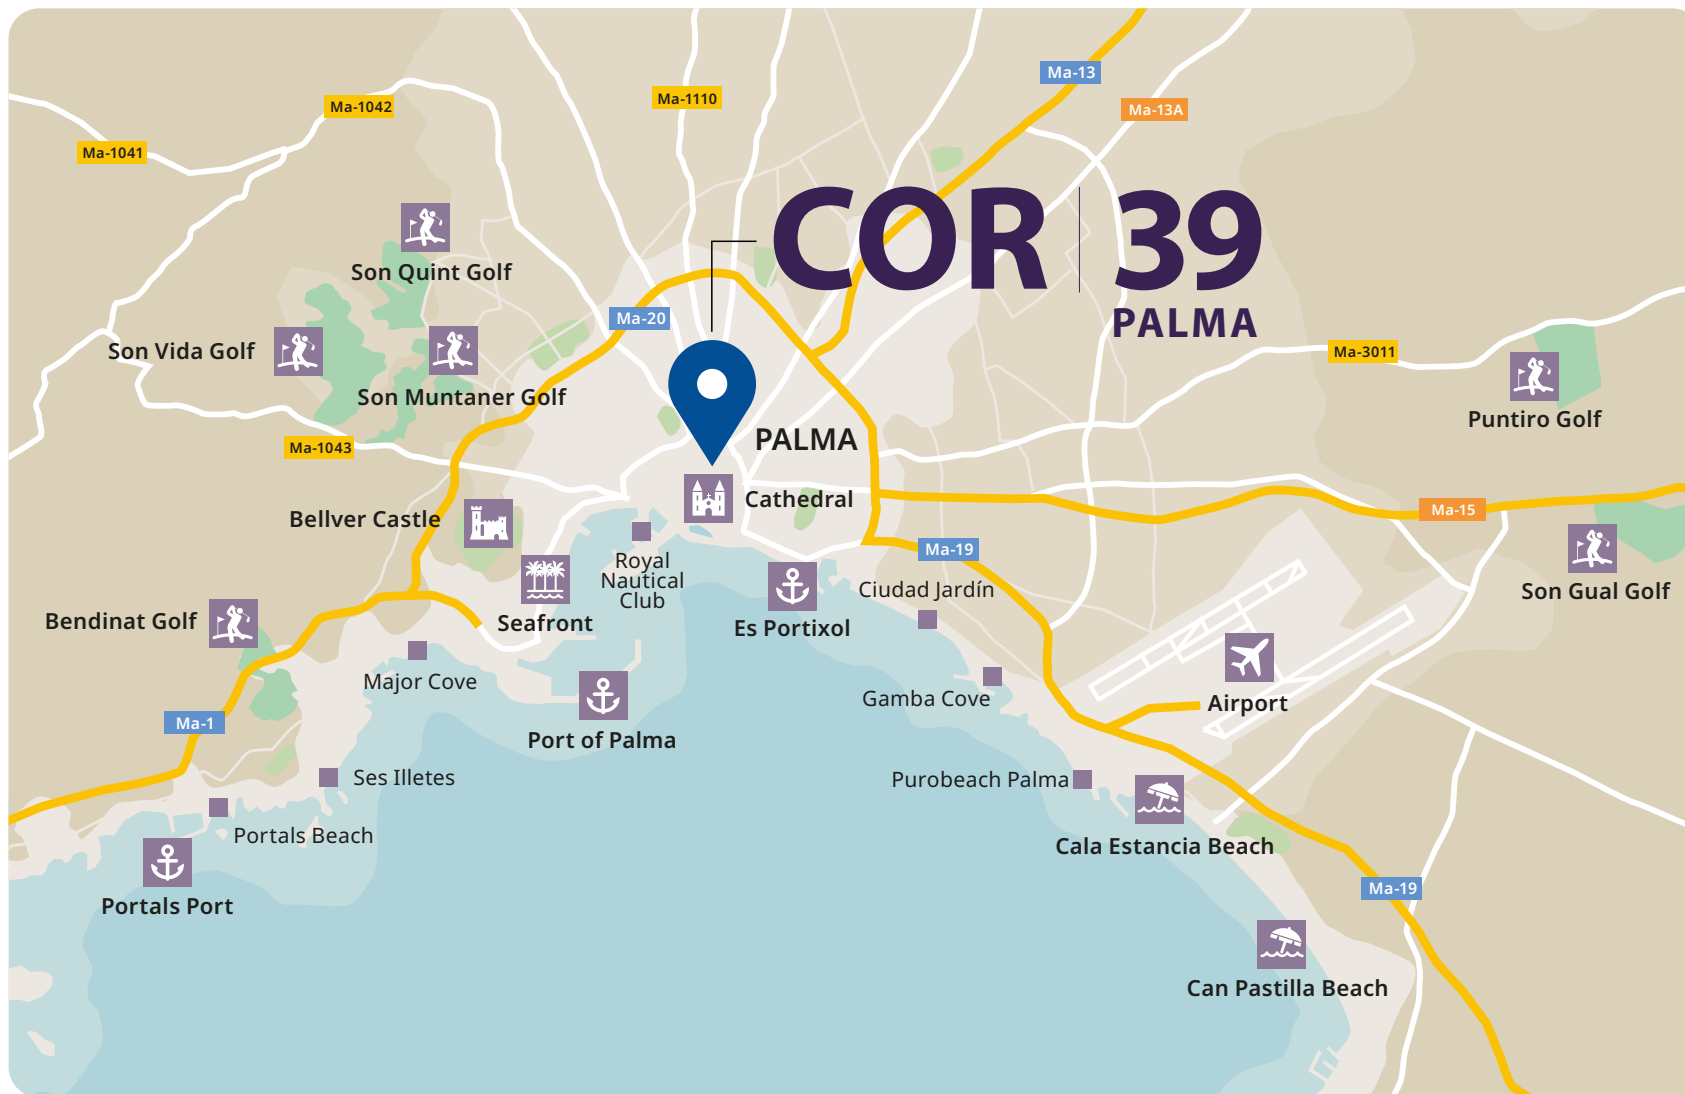 Ma-13
Ma-1042
Ma-1110
Ma-13A
Ma-1041
COR 39
PALMA
Son Quint Golf
Ma-20
Son Vida Golf
Ma-3011
Son Muntaner Golf
Puntiro Golf
PALMA
Ma-1043
Cathedral
Ma-15
Bellver Castle
Ma-19
Royal
Nautical
Club
Ciudad Jardín
Son Gual Golf
Bendinat Golf
Seafront
Es Portixol
Major Cove
Gamba Cove
Airport
Ma-1
Port of Palma
Ses Illetes
Purobeach Palma
Portals Beach
Cala Estancia Beach
Ma-19
Portals Port
Can Pastilla Beach